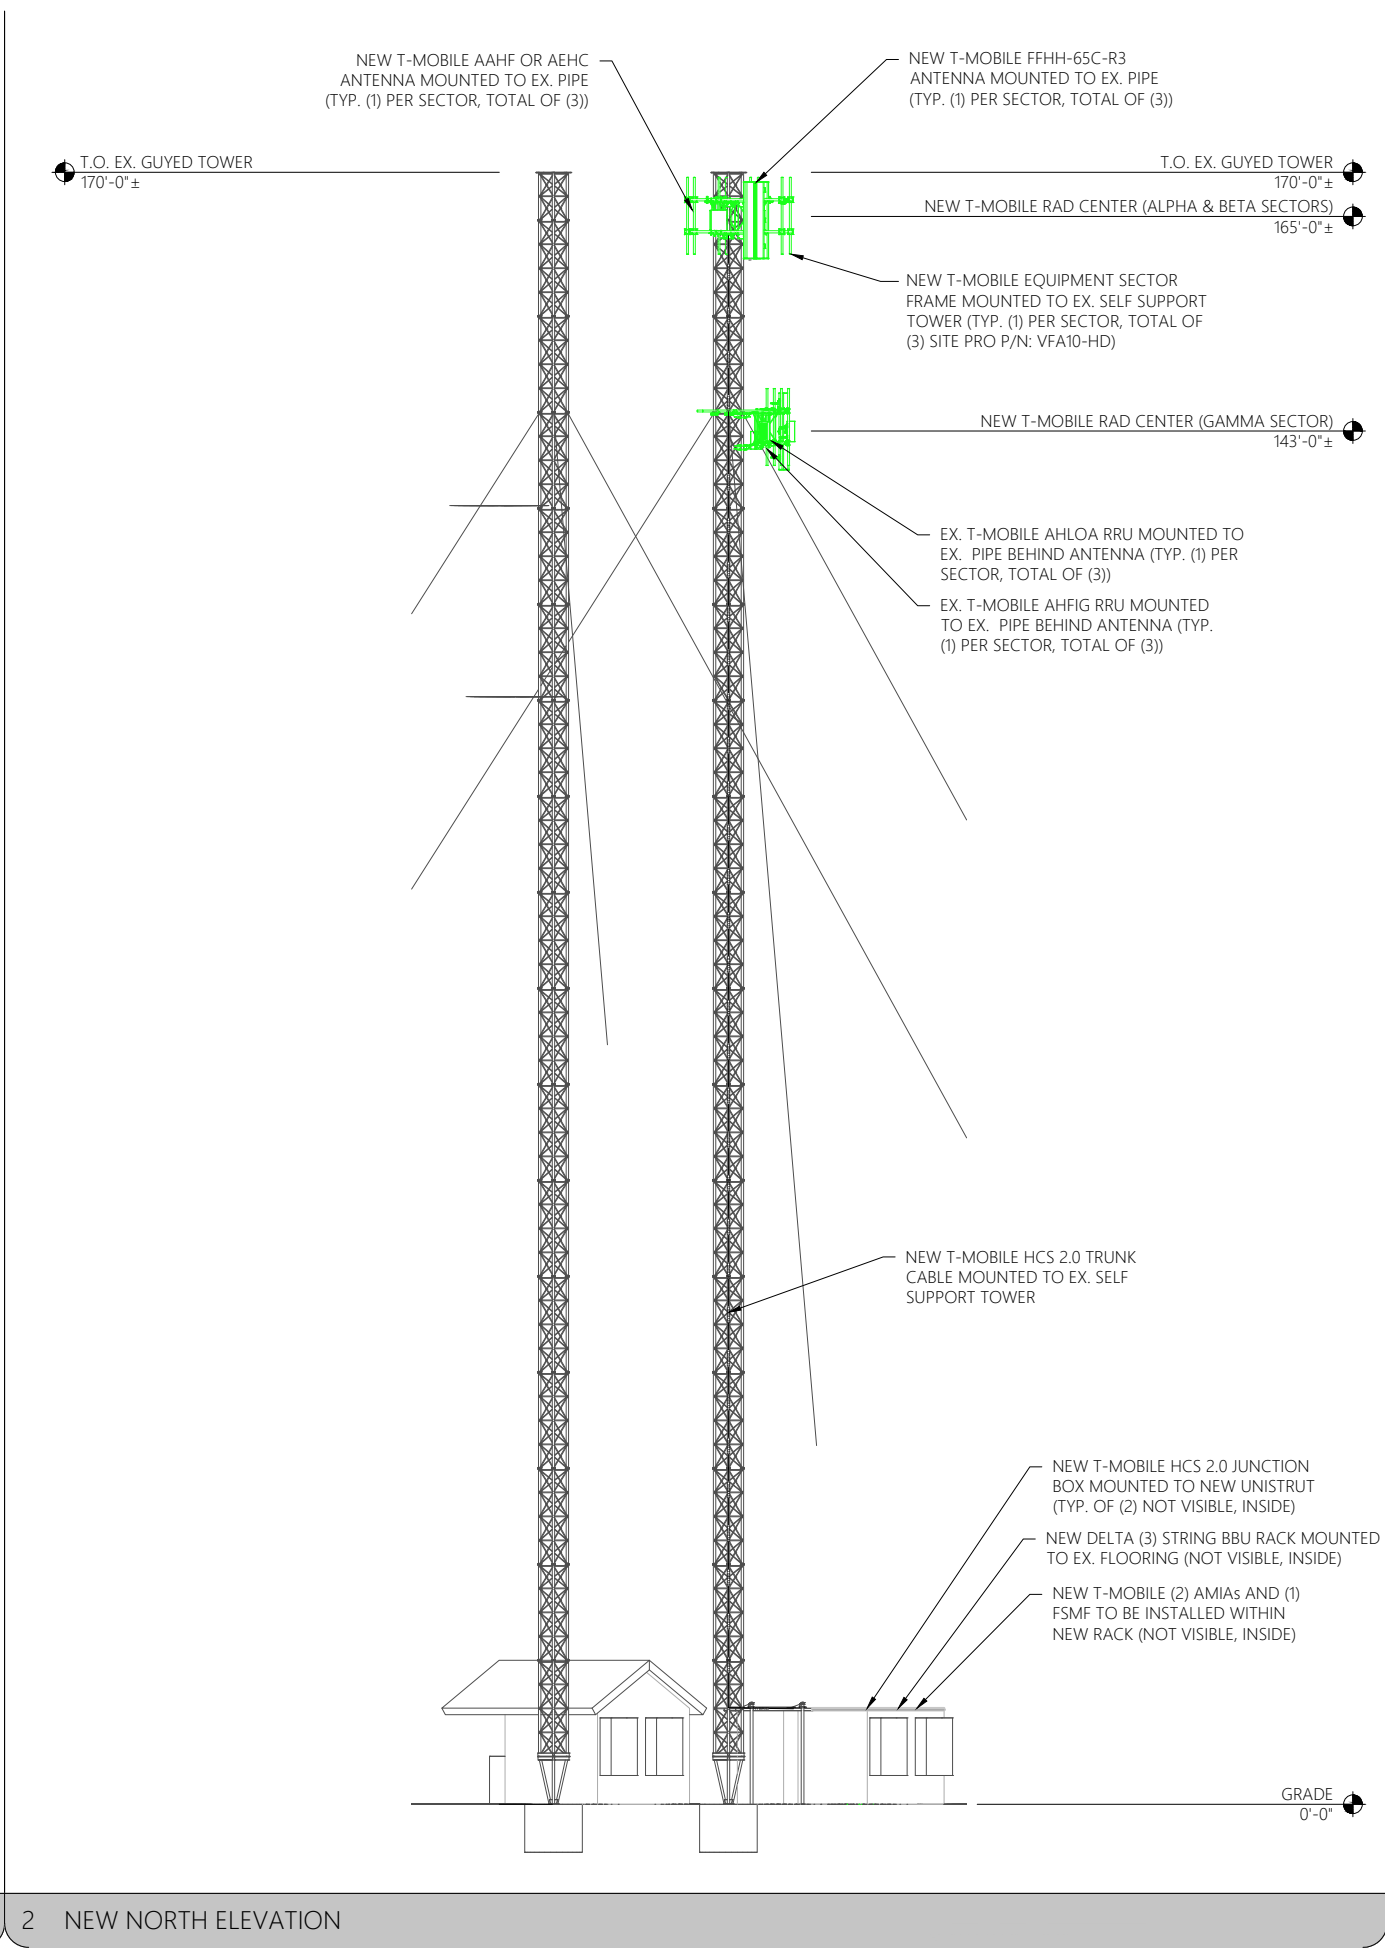 NEW T-MOBILE AAHF OR AEHC
ANTENNA MOUNTED TO EX. PIPE
(TYP. (1) PER SECTOR, TOTAL OF (3))
NEW T-MOBILE FFHH-65C-R3
ANTENNA MOUNTED TO EX. PIPE
(TYP. (1) PER SECTOR, TOTAL OF (3))
T.O. EX. GUYED TOWER
170'-0"±
T.O. EX. GUYED TOWER
170'-0"±
NEW T-MOBILE RAD CENTER (ALPHA & BETA SECTORS)
165'-0"±
NEW T-MOBILE EQUIPMENT SECTOR
FRAME MOUNTED TO EX. SELF SUPPORT
TOWER (TYP. (1) PER SECTOR, TOTAL OF
(3) SITE PRO P/N: VFA10-HD)
NEW T-MOBILE RAD CENTER (GAMMA SECTOR)
143'-0"±
EX. T-MOBILE AHLOA RRU MOUNTED TO
EX. PIPE BEHIND ANTENNA (TYP. (1) PER
SECTOR, TOTAL OF (3))
EX. T-MOBILE AHFIG RRU MOUNTED
TO EX. PIPE BEHIND ANTENNA (TYP.
(1) PER SECTOR, TOTAL OF (3))
NEW T-MOBILE HCS 2.0 TRUNK
CABLE MOUNTED TO EX. SELF
SUPPORT TOWER
NEW T-MOBILE HCS 2.0 JUNCTION
BOX MOUNTED TO NEW UNISTRUT
(TYP. OF (2) NOT VISIBLE, INSIDE)
NEW DELTA (3) STRING BBU RACK MOUNTED
TO EX. FLOORING (NOT VISIBLE, INSIDE)
NEW T-MOBILE (2) AMIAs AND (1)
FSMF TO BE INSTALLED WITHIN
NEW RACK (NOT VISIBLE, INSIDE)
GRADE
0'-0"
2 NEW NORTH ELEVATION